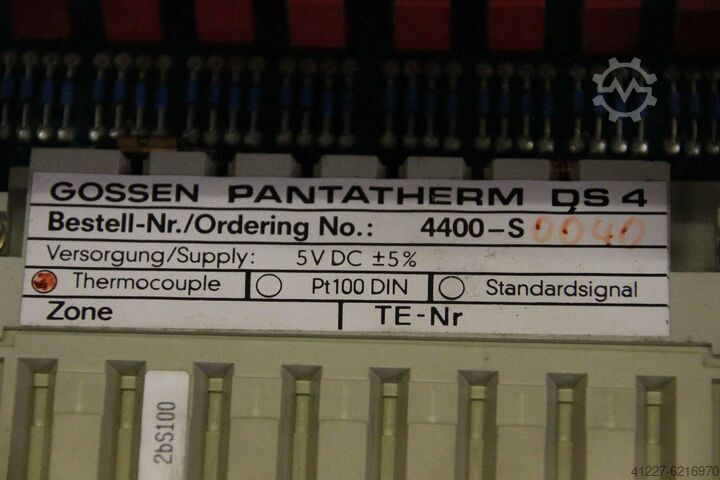 GOSSEN PANTATHERM DS 4
Bestell-Nr./Ordering No.: 4400-S 0040
Versorgung/Supply: 5V DC ±5%
Thermocouple Pt100 DIN Standardsignal
Zone TE-Nr
2bS100
41227-6216970